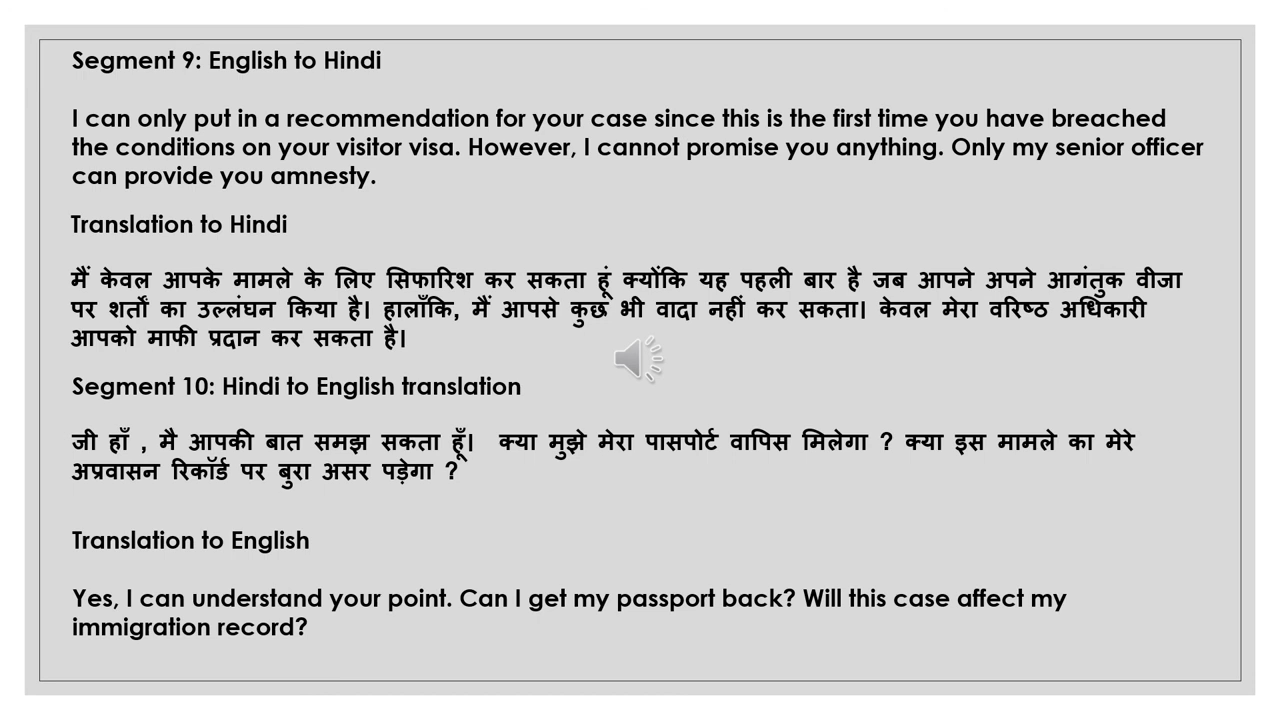 Segment 9: English to Hindi
I can only put in a recommendation for your case since this is the first time you have breached
the conditions on your visitor visa. However, I cannot promise you anything. Only my senior officer
can provide you amnesty.
Translation to Hindi
मैं केवल आपके मामले के लिए सिफारिश कर सकता हूं क्योंकि यह पहली बार है जब आपने अपने आगंतुक वीजा
पर शर्तों का उल्लंघन किया है। हालाँकि, मैं आपसे कुछ भी वादा नहीं कर सकता। केवल मेरा वरिष्ठ अधिकारी
आपको माफी प्रदान कर सकता है।
Segment 10: Hindi to English translation
जी हाँ , मै आपकी बात समझ सकता हूँ। क्या मुझे मेरा पासपोर्ट वापिस मिलेगा ? क्या इस मामले का मेरे
अप्रवासन रिकॉर्ड पर बुरा असर पड़ेगा ?
Translation to English
Yes, I can understand your point. Can I get my passport back? Will this case affect my
immigration record?